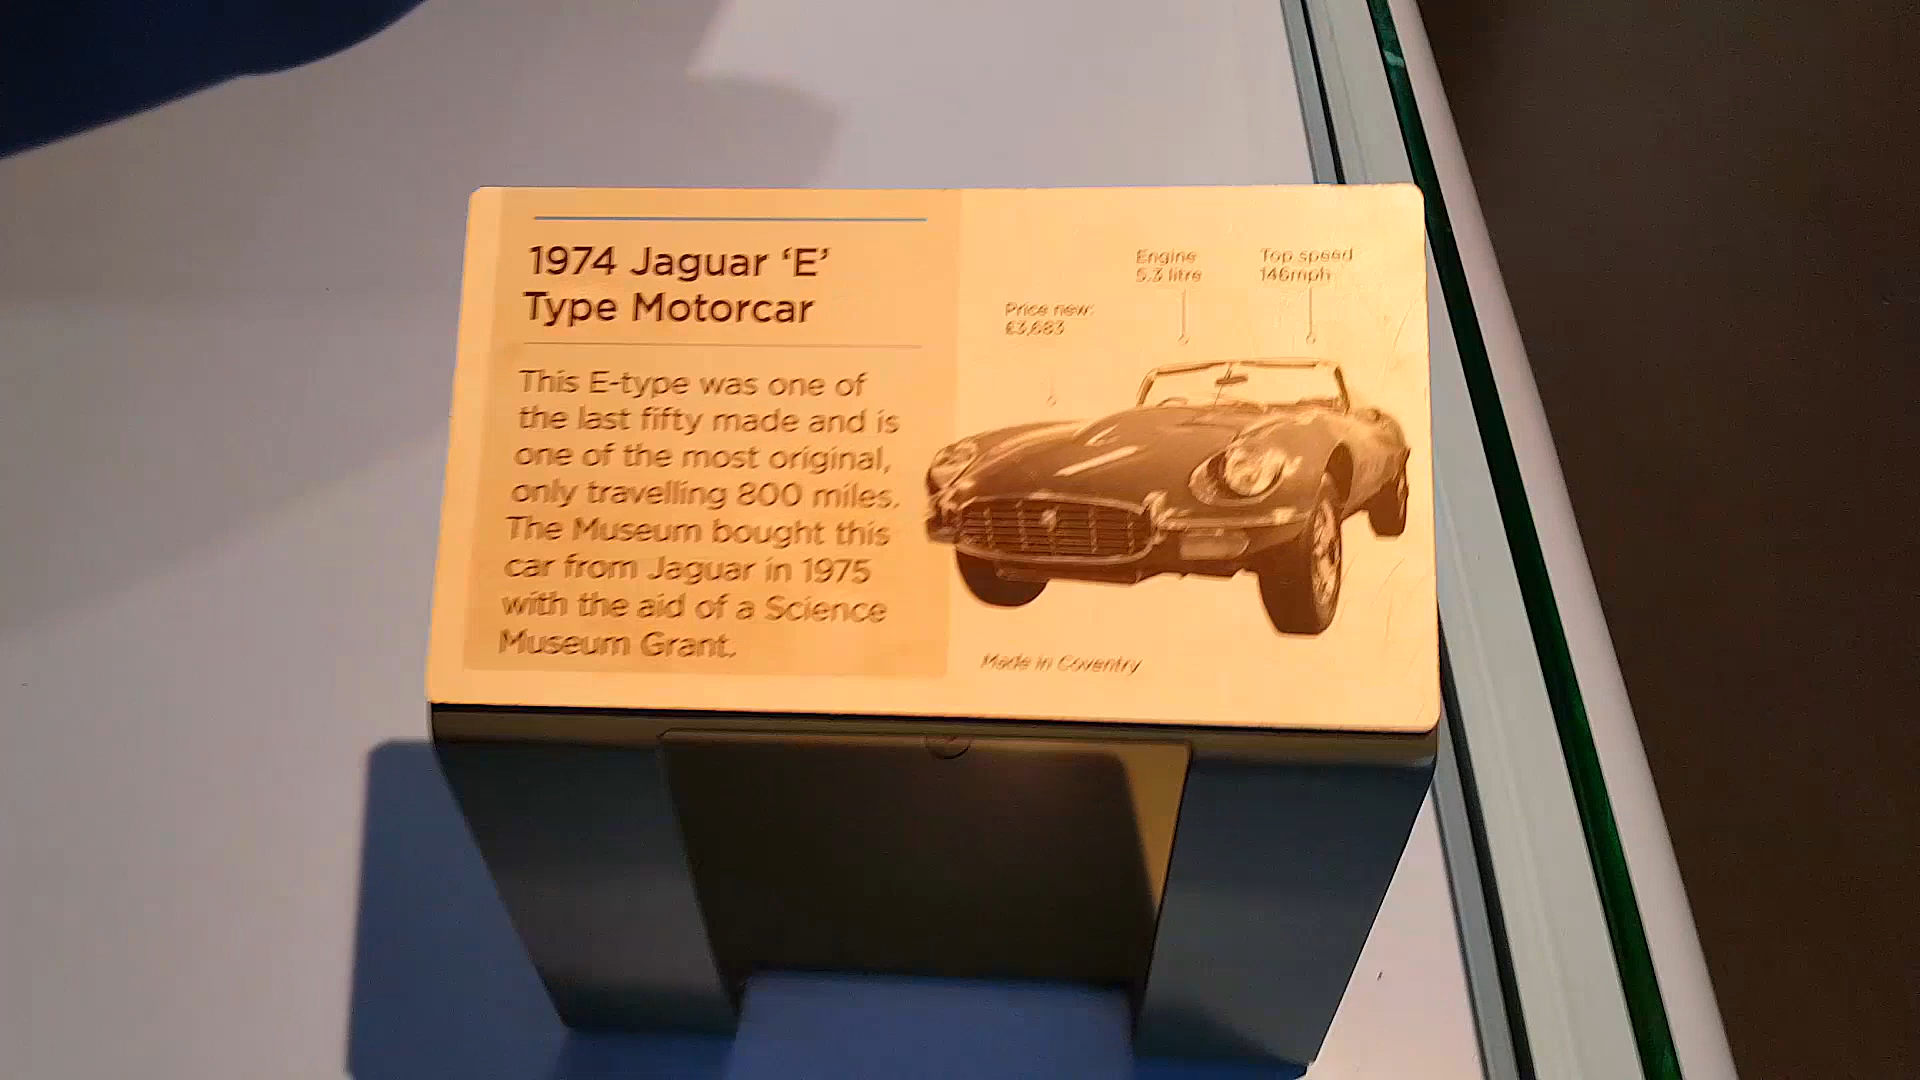 1974 Jaguar ‘E’
Type Motorcar
This E-type was one of
the last fifty made and is
one of the most original,
only travelling 800 miles.
The Museum bought this
car from Jaguar in 1975
with the aid of a Science
Museum Grant.
Price new:
£3,683
Engine
5.3 litre
Top speed
146mph
Made in Coventry